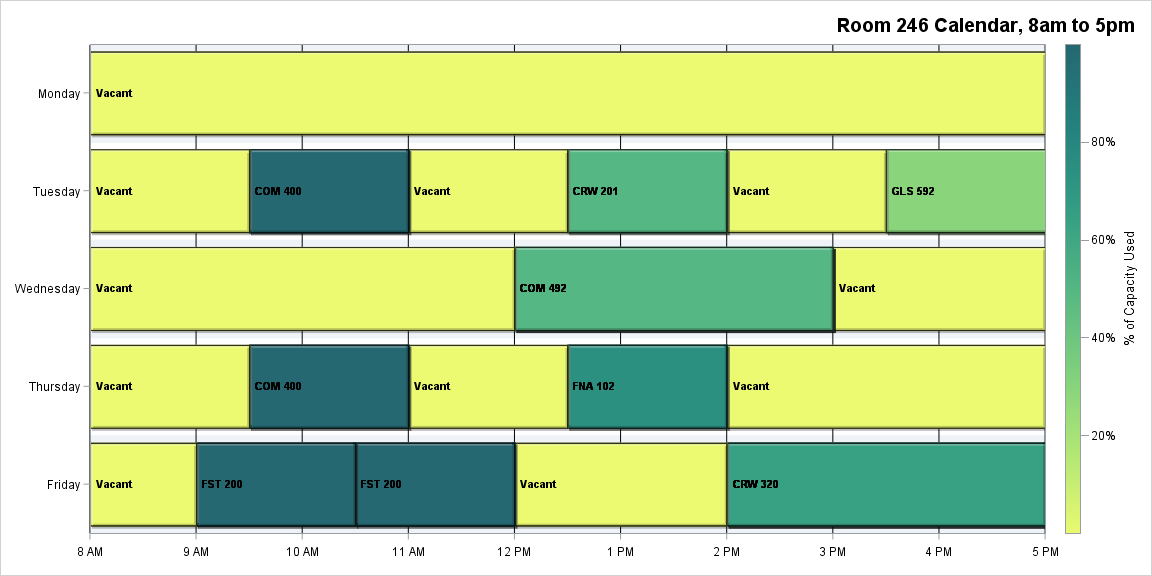 Room 246 Calendar, 8am to 5pm
Monday
Vacant
Tuesday
Vacant
COM 400
Vacant
CRW 201
Vacant
GLS 592
Wednesday
Vacant
COM 492
Vacant
Thursday
Vacant
COM 400
Vacant
FNA 102
Vacant
Friday
Vacant
FST 200
FST 200
Vacant
CRW 320
8 AM
9 AM
10 AM
11 AM
12 PM
1 PM
2 PM
3 PM
4 PM
5 PM
80%
60%
40%
20%
% of Capacity Used